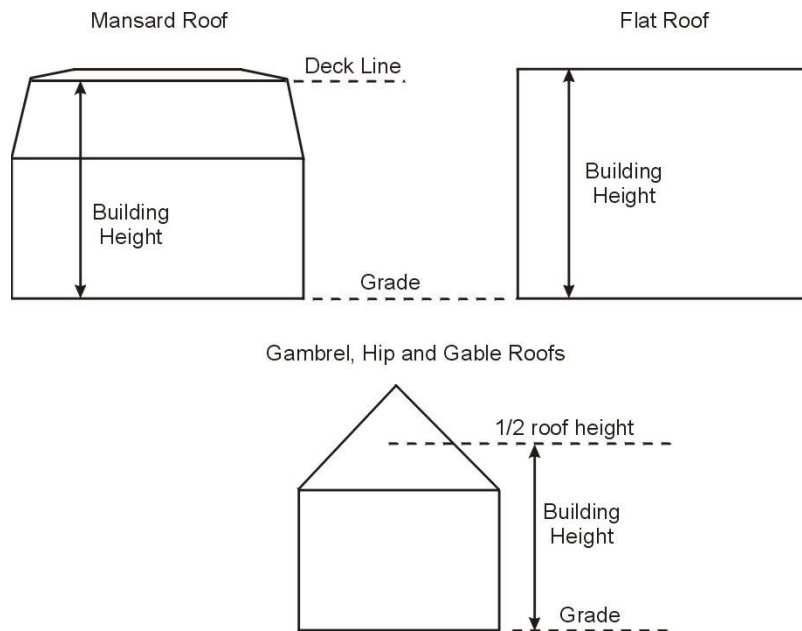 Mansard Roof
Flat Roof
Deck Line
Building
Height
Building
Height
Grade
Gambrel, Hip and Gable Roofs
1/2 roof height
Building
Height
Grade